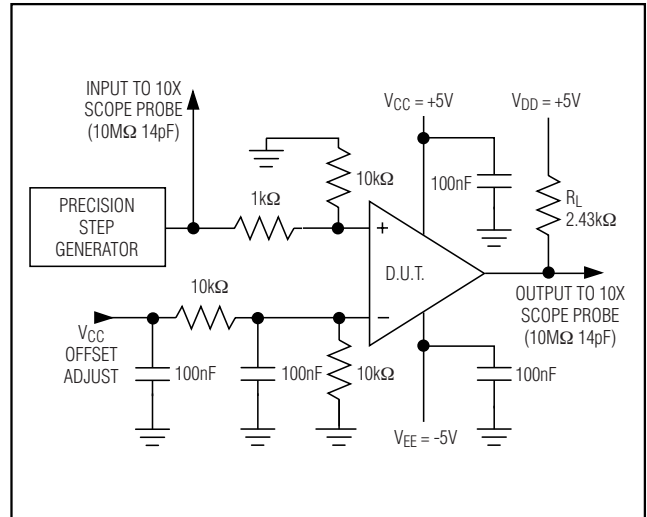 INPUT TO 10X
SCOPE PROBE
(10MΩ 14pF)
VCC = +5V
VDD = +5V
10kΩ
100nF
RL
2.43kΩ
1kΩ
PRECISION
STEP
GENERATOR
+
D.U.T.
10kΩ
−
OUTPUT TO 10X
SCOPE PROBE
(10MΩ 14pF)
VCC
OFFSET
ADJUST
100nF
100nF
10kΩ
100nF
VEE = -5V